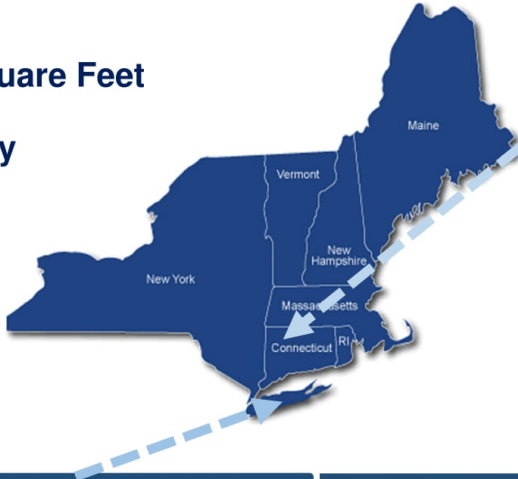 uare Feet
y
Maine
Vermont
New
Hampshire
New York
Massachusetts
Connecticut
RI